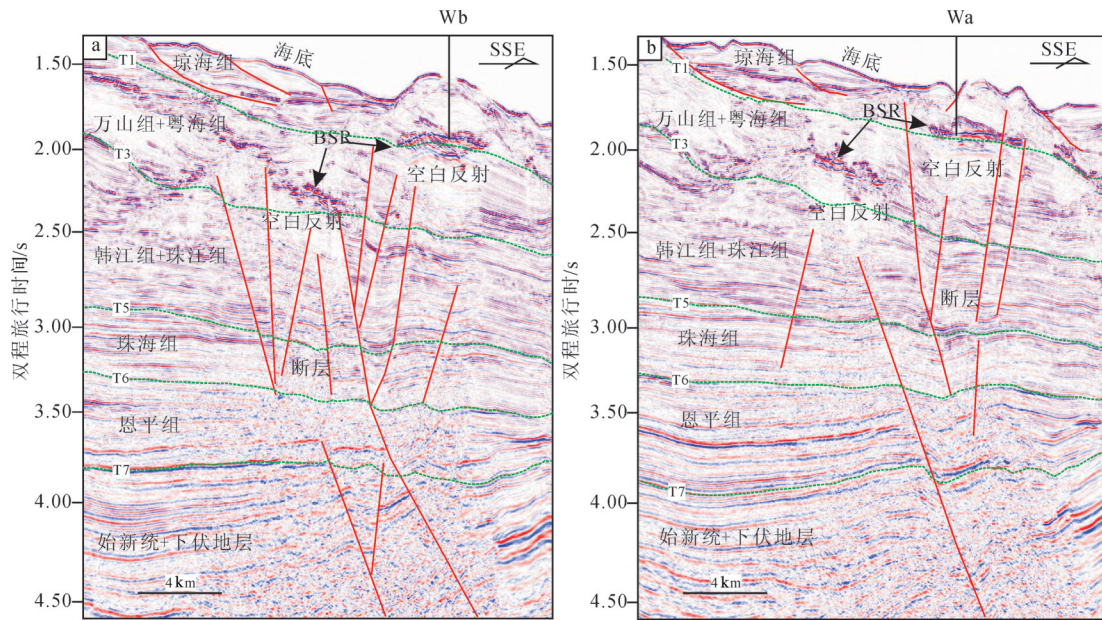 Wb
a
SSE
海底
琼海组
T1
1.50
万山组+粤海组
BSR
2.00
T3
空白反射
空白反射
2.50
韩江组+珠江组
双程旅行时间/s
T5
3.00
珠海组
断层
T6
3.50
恩平组
T7
4.00
始新统+下伏地层
4 km
4.50
Wa
b
SSE
海底
琼海组
T1
1.50
万山组+粤海组
BSR
2.00
T3
空白反射
空白反射
2.50
韩江组+珠江组
双程旅行时间/s
断层
T5
3.00
珠海组
T6
3.50
恩平组
T7
4.00
始新统+下伏地层
4 km
4.50